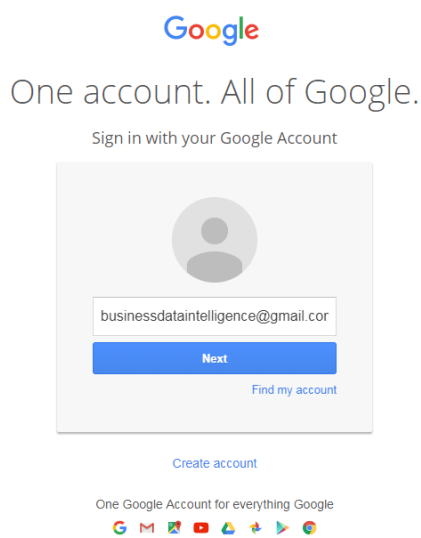 Google
One account. All of Google.
Sign in with your Google Account
businessdataintelligence@gmail.cor
Next
Find my account
Create account
One Google Account for everything Google